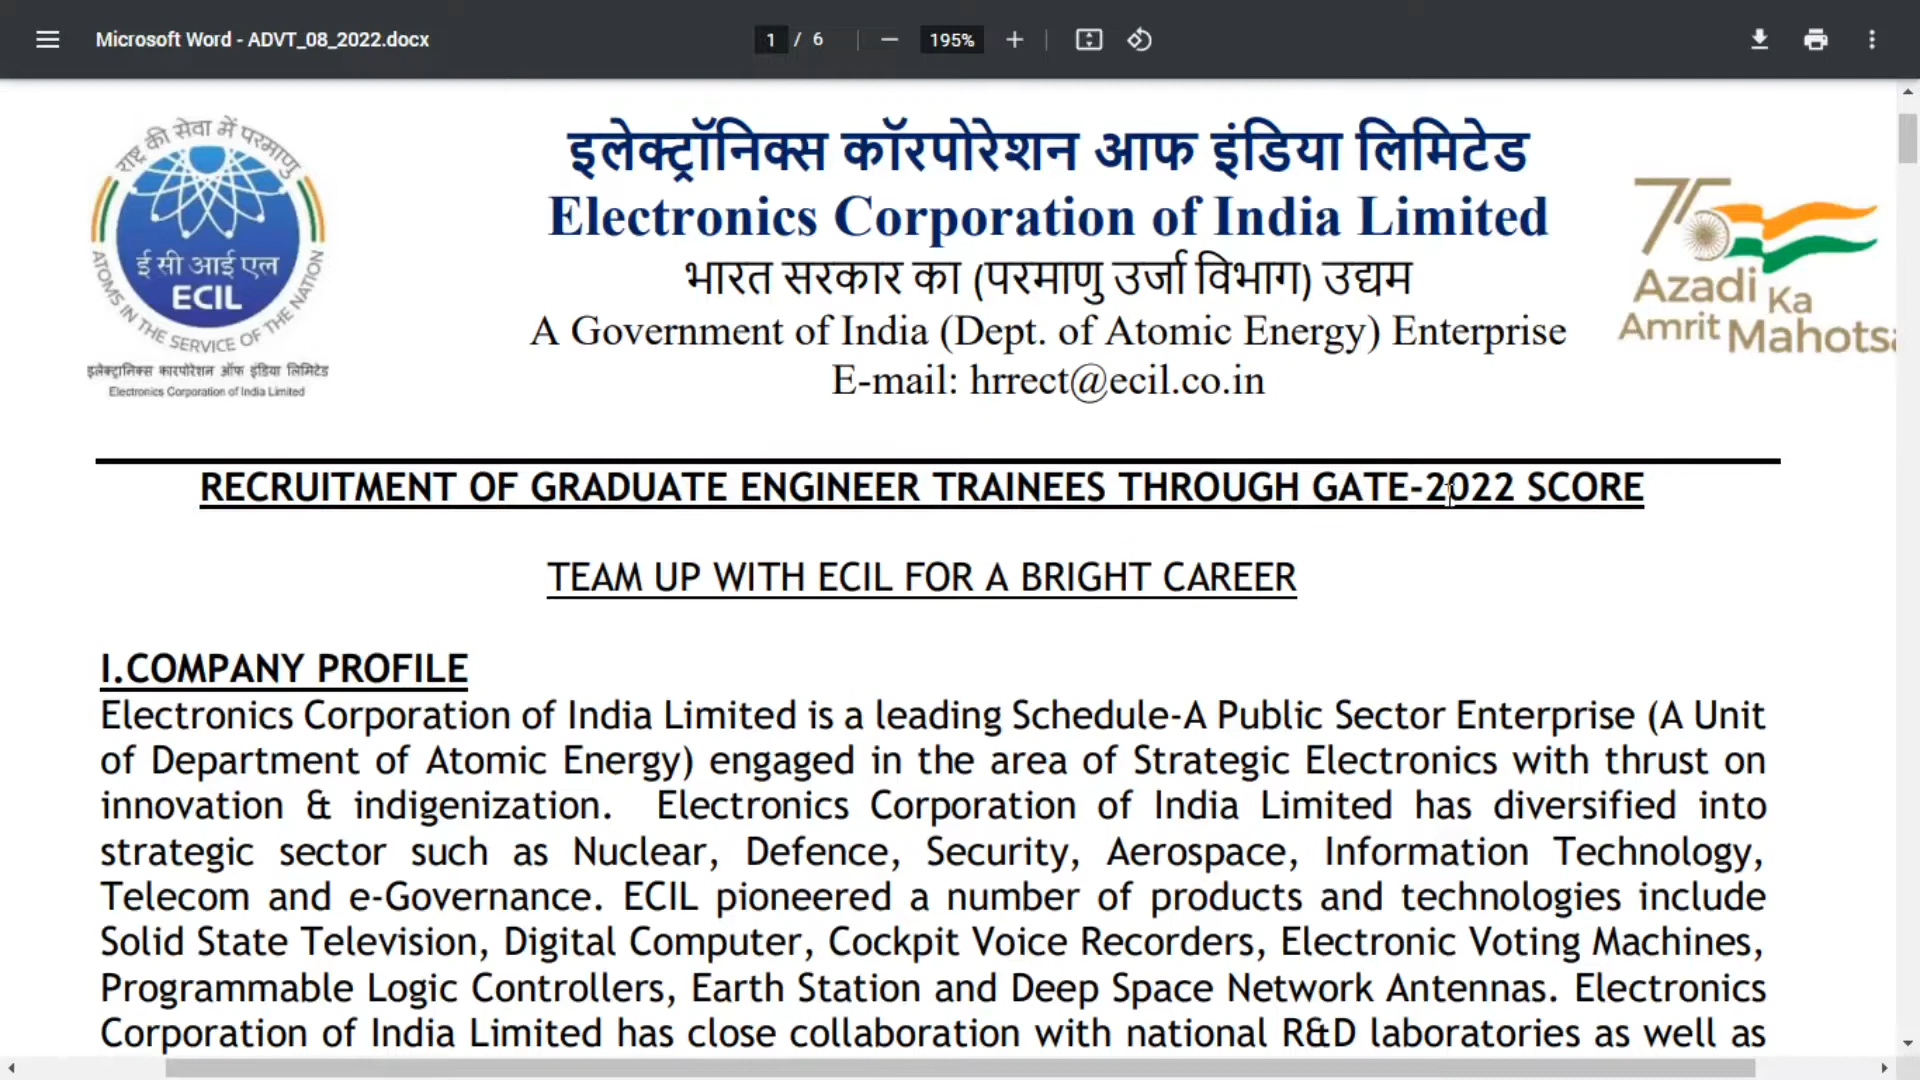 Microsoft Word - ADVT_08_2022.docx
1 / 6
195%
राष्ट्र की सेवा में परमाणु
ई सी आई एल
ECIL
ATOMS IN THE SERVICE OF THE NATION
इलेक्ट्रानिक्स कारपोरेशन ऑफ इंडिया लिमिटेड
Electronics Corporation of India Limited
इलेक्ट्रॉनिक्स कॉरपोरेशन आफ इंडिया लिमिटेड
Electronics Corporation of India Limited
भारत सरकार का (परमाणु उर्जा विभाग) उद्यम
A Government of India (Dept. of Atomic Energy) Enterprise
E-mail: hrrect@ecil.co.in
75
Azadi Ka
Amrit Mahotsa
RECRUITMENT OF GRADUATE ENGINEER TRAINEES THROUGH GATE-2022 SCORE
TEAM UP WITH ECIL FOR A BRIGHT CAREER
I.COMPANY PROFILE
Electronics Corporation of India Limited is a leading Schedule-A Public Sector Enterprise (A Unit
of Department of Atomic Energy) engaged in the area of Strategic Electronics with thrust on
innovation & indigenization. Electronics Corporation of India Limited has diversified into
strategic sector such as Nuclear, Defence, Security, Aerospace, Information Technology,
Telecom and e-Governance. ECIL pioneered a number of products and technologies include
Solid State Television, Digital Computer, Cockpit Voice Recorders, Electronic Voting Machines,
Programmable Logic Controllers, Earth Station and Deep Space Network Antennas. Electronics
Corporation of India Limited has close collaboration with national R&D laboratories as well as